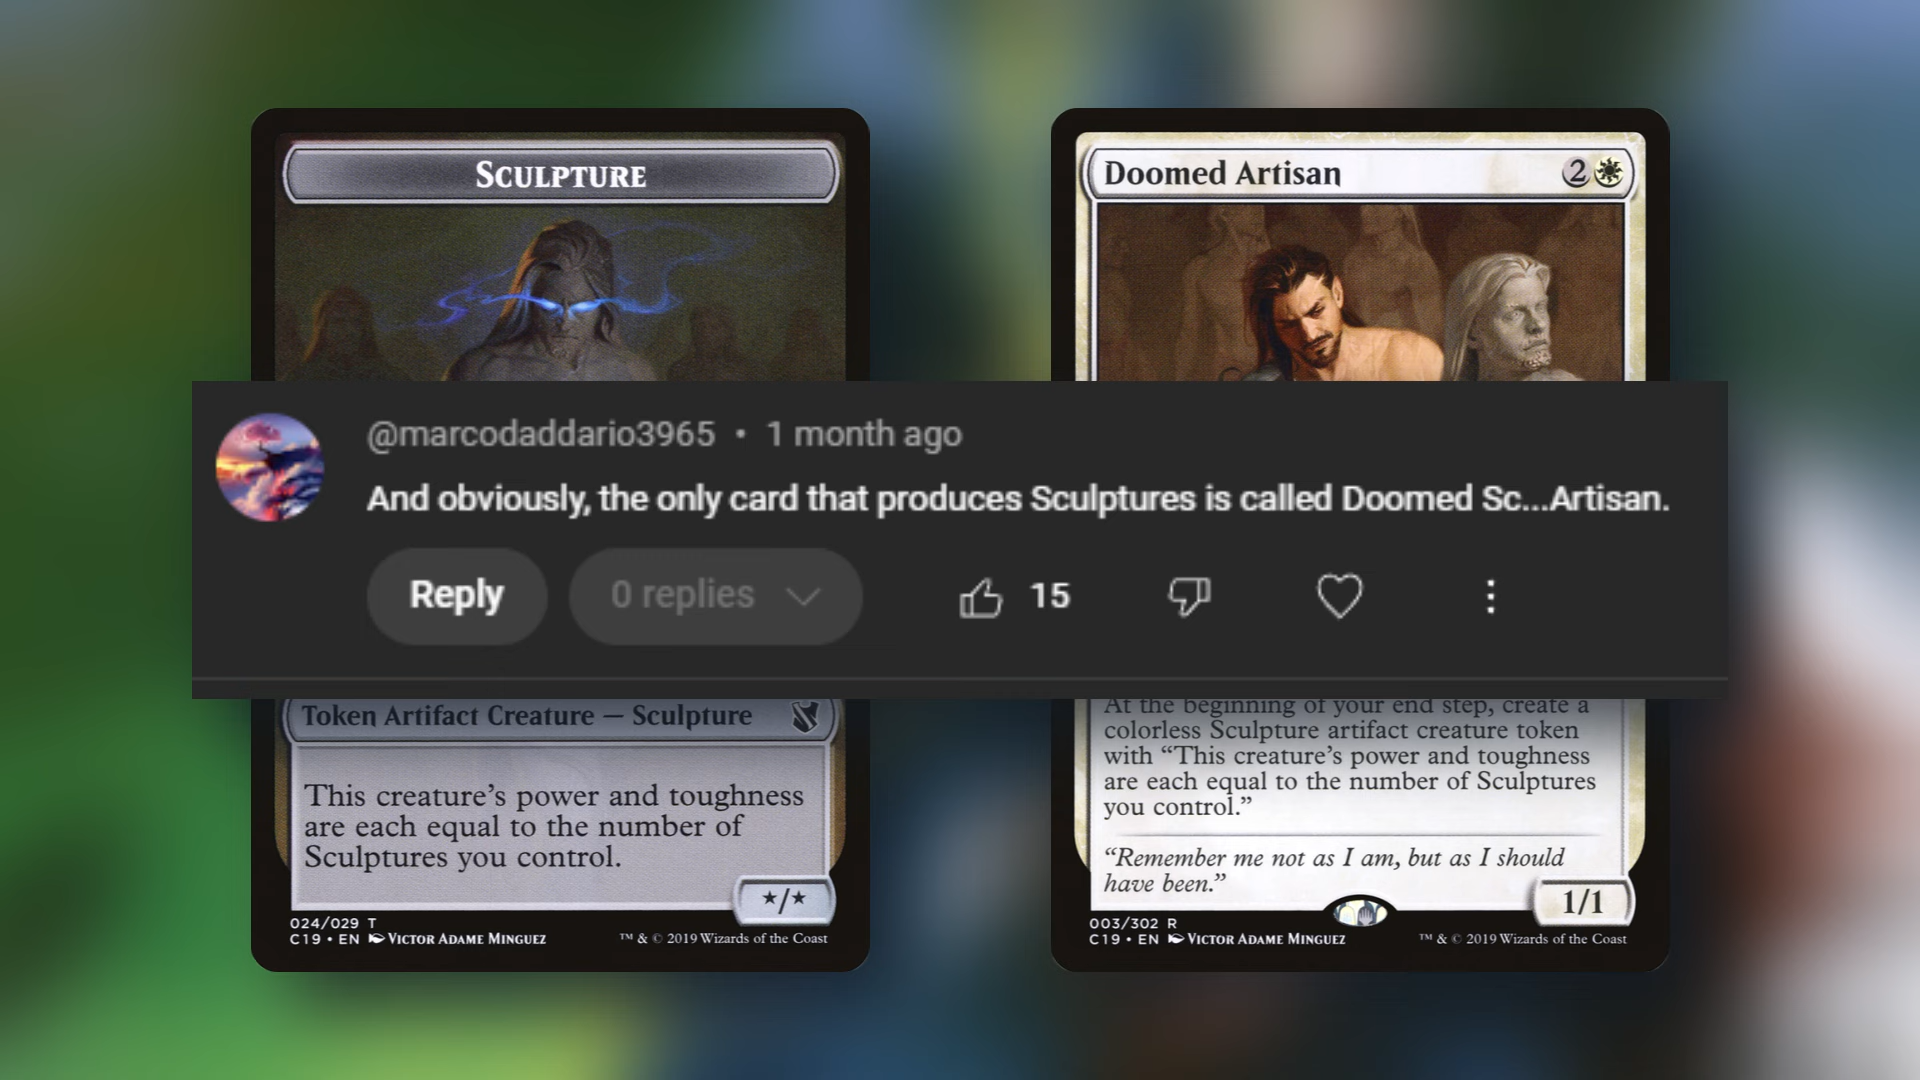 SCULPTURE
Doomed Artisan
2
@marcodaddario3965 • 1 month ago
And obviously, the only card that produces Sculptures is called Doomed Sc...Artisan.
Reply
0 replies
15
Token Artifact Creature — Sculpture
This creature's power and toughness
are each equal to the number of
Sculptures you control.
★/★
024/029 T
C19 • EN VICTOR ADAME MINGUEZ
™ & © 2019 Wizards of the Coast
At the beginning of your end step, create a
colorless Sculpture artifact creature token
with “This creature’s power and toughness
are each equal to the number of Sculptures
you control.”
“Remember me not as I am, but as I should
have been.”
1/1
003/302 R
C19 • EN VICTOR ADAME MINGUEZ
™ & © 2019 Wizards of the Coast